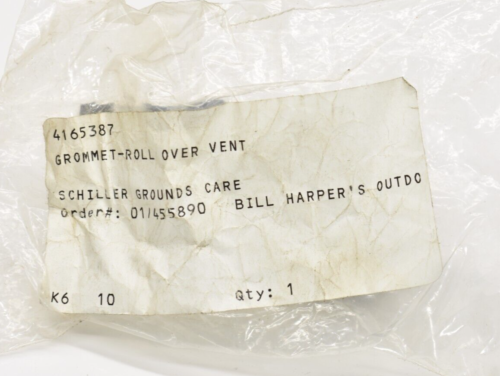 4165387
GROMMET-ROLL OVER VENT
SCHILLER GROUNDS CARE
Order#: 01/455890 BILL HARPER'S OUTDO
K6 10 Qty: 1